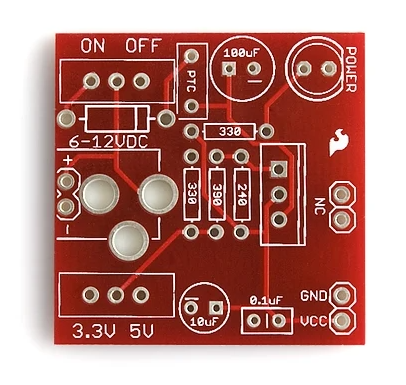 ON OFF
100uF
POWER
PTC
330
6-12VDC
+
-
330
390
240
NC
GND
VCC
0.1uF
10uF
3.3V 5V